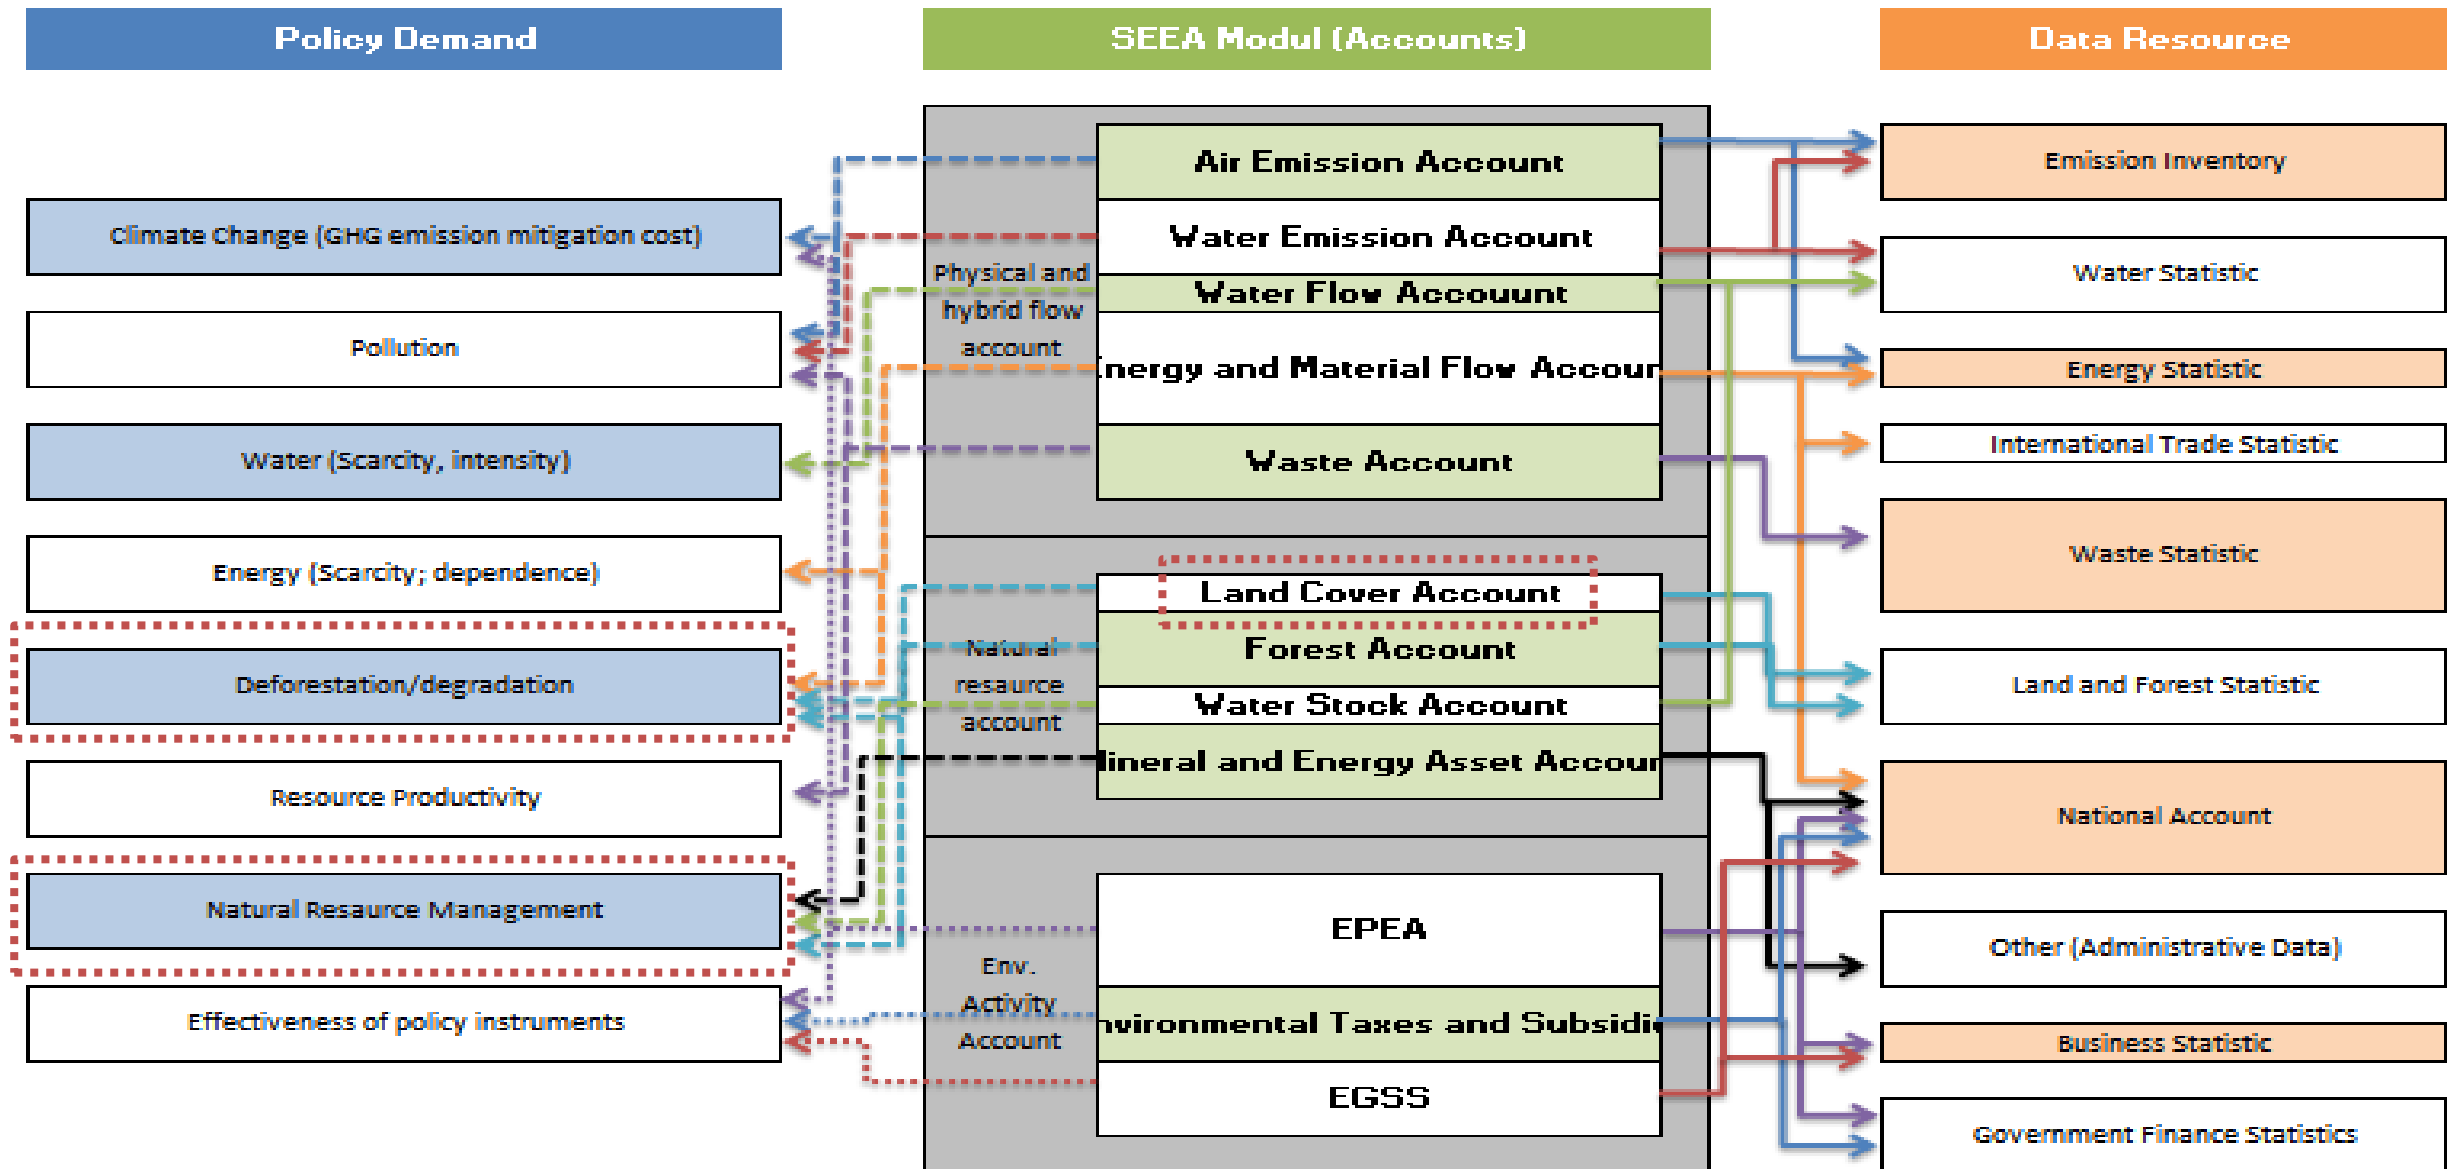 Policy Demand
SEEA Modul (Accounts)
Data Resource
Climate Change (GHG emission mitigation cost)
Pollution
Water (Scarcity, intensity)
Energy (Scarcity; dependence)
Deforestation/degradation
Resource Productivity
Natural Resaurce Management
Effectiveness of policy instruments
Physical and
hybrid flow
account
Air Emission Account
Water Emission Account
Water Flow Accouunt
nergy and Material Flow Accoun
Waste Account
Natural
resaurce
account
Land Cover Account
Forest Account
Water Stock Account
lineral and Energy Asset Accoun
Env.
Activity
Account
EPEA
nvironmental Taxes and Subsidi
EGSS
Emission Inventory
Water Statistic
Energy Statistic
International Trade Statistic
Waste Statistic
Land and Forest Statistic
National Account
Other (Administrative Data)
Business Statistic
Government Finance Statistics